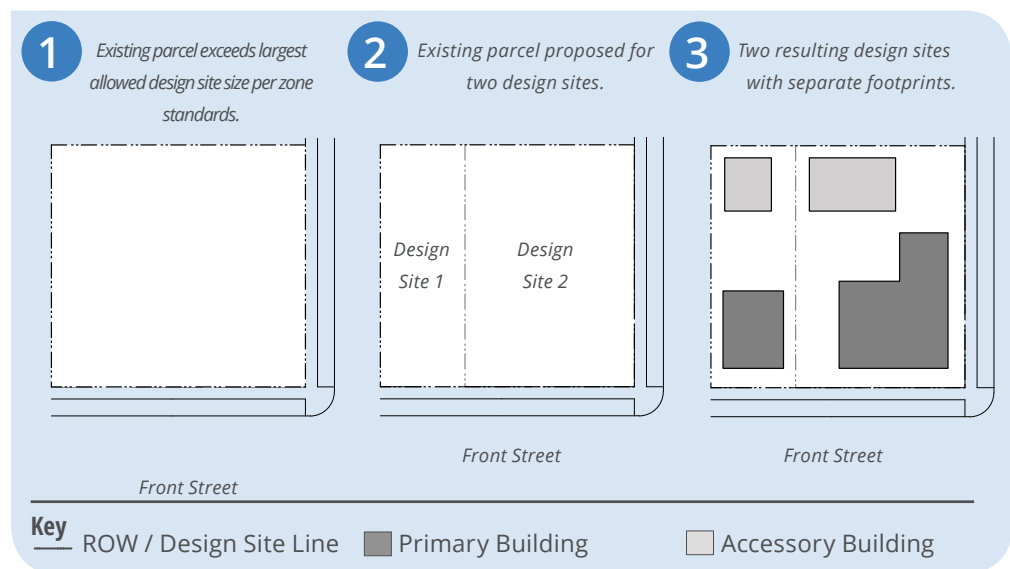 1
Existing parcel exceeds largest
allowed design site size per zone
standards.
2
Existing parcel proposed for
two design sites.
3
Two resulting design sites
with separate footprints.
Design
Site 1
Design
Site 2
Front Street
Front Street
Front Street
Key
ROW / Design Site Line
Primary Building
Accessory Building